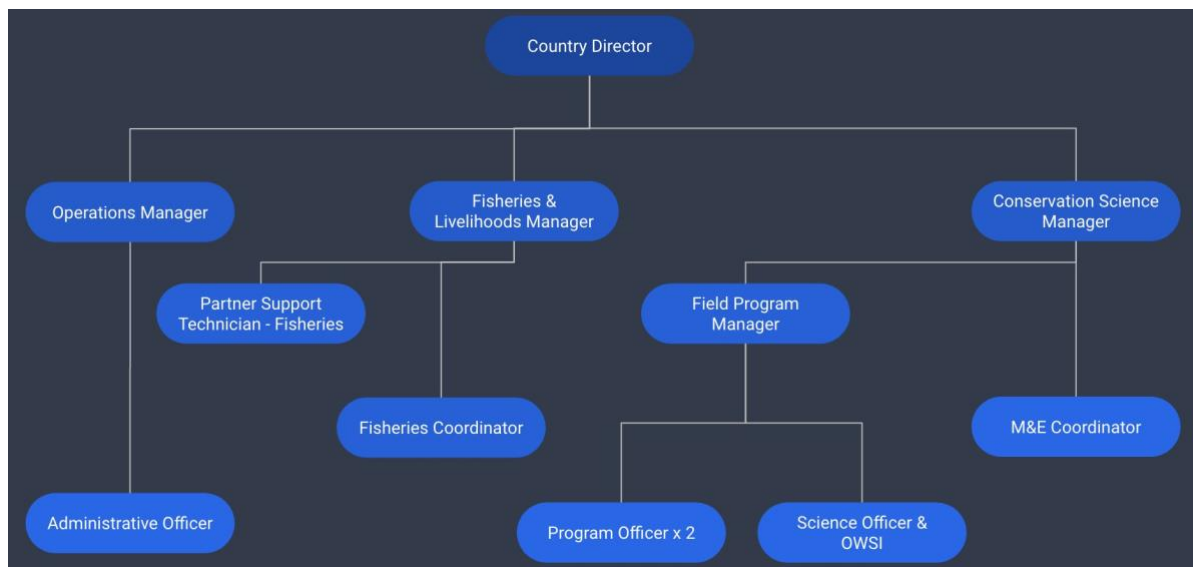 Country Director
Operations Manager
Fisheries &
Livelihoods Manager
Conservation Science
Manager
Partner Support
Technician - Fisheries
Field Program
Manager
Fisheries Coordinator
M&E Coordinator
Administrative Officer
Program Officer x 2
Science Officer &
OWSI